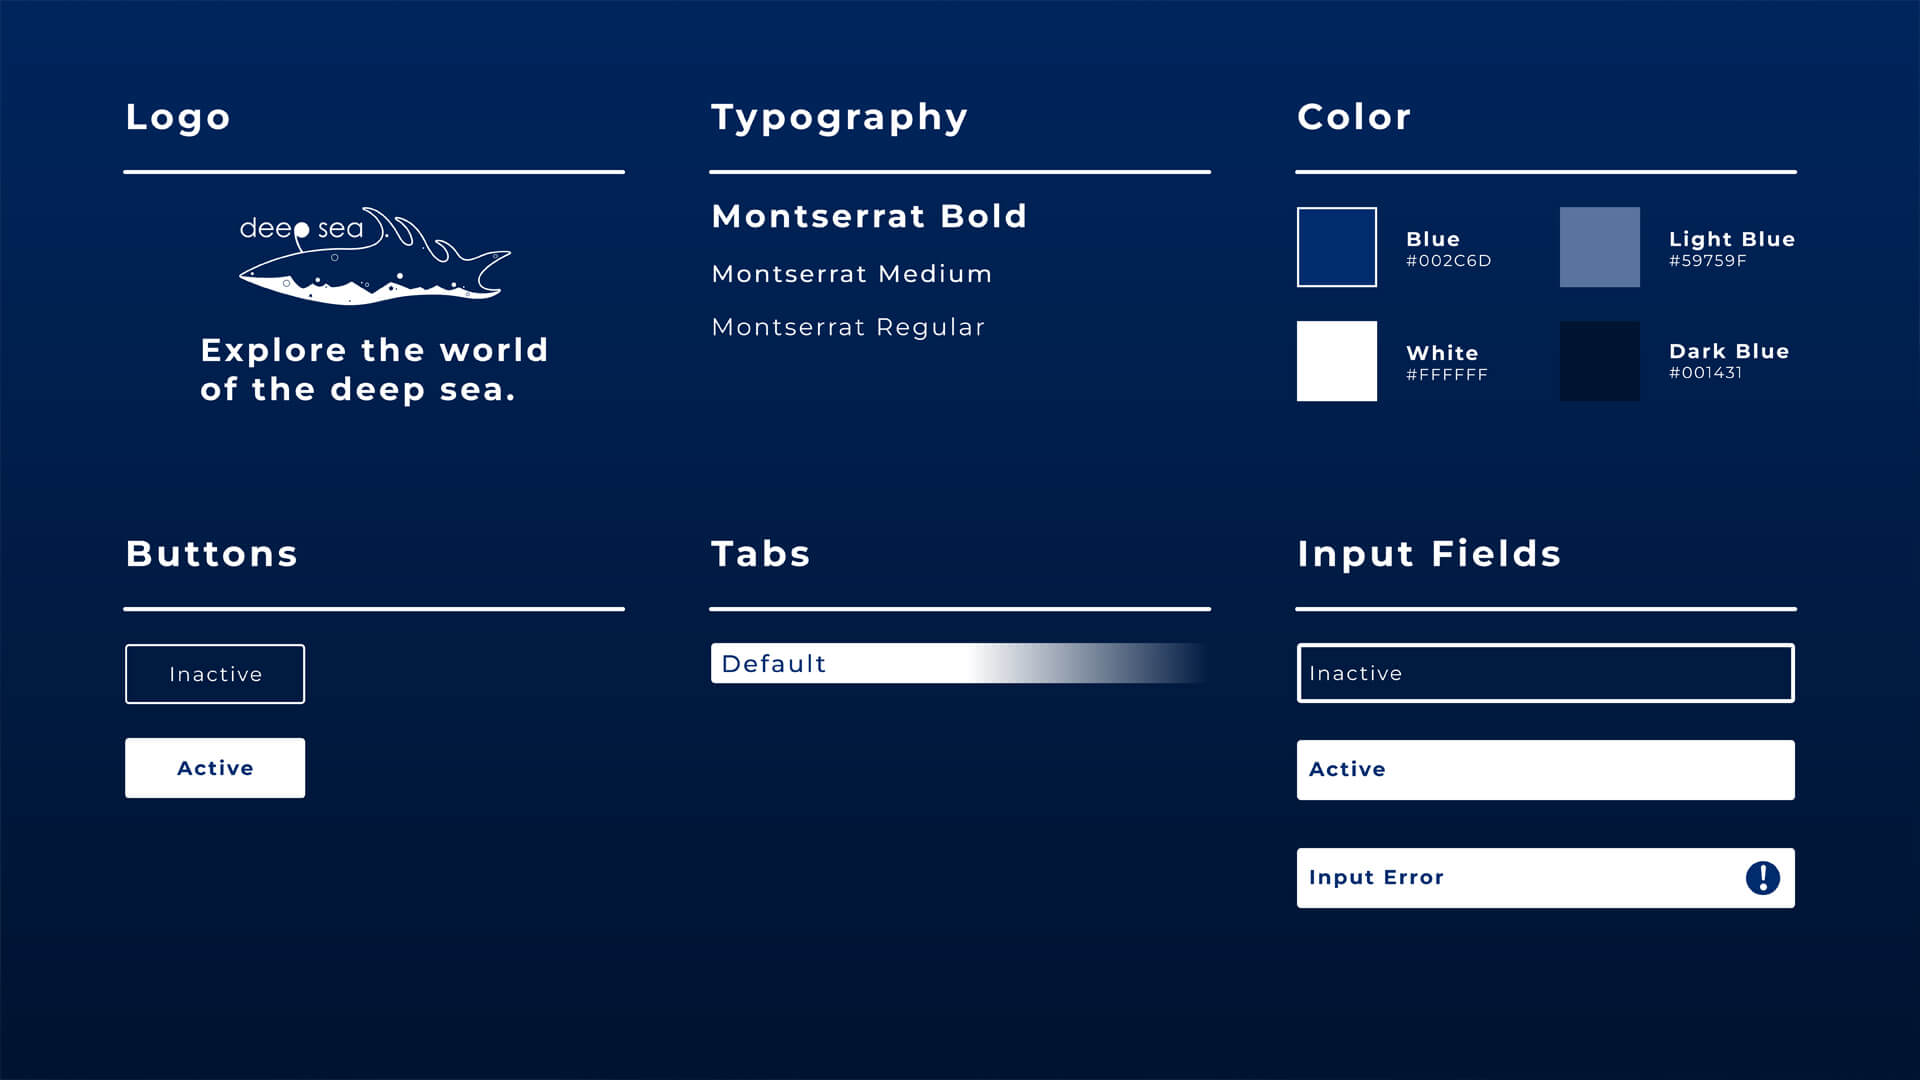 Logo
deep sea
Explore the world
of the deep sea.
Typography
Montserrat Bold
Montserrat Medium
Montserrat Regular
Color
Blue
#002C6D
Light Blue
#59759F
White
#FFFFFF
Dark Blue
#001431
Buttons
Inactive
Active
Tabs
Default
Input Fields
Inactive
Active
Input Error
!